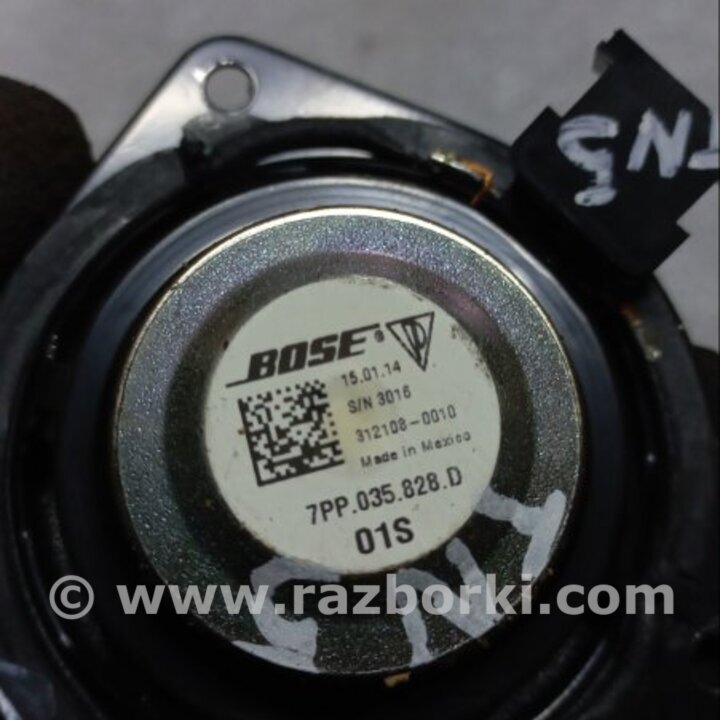 BOSE®
15.01.14
S/N 3016
312108-0010
Made in Mexico
7PP.035.828.D
01S
© www.razborki.com